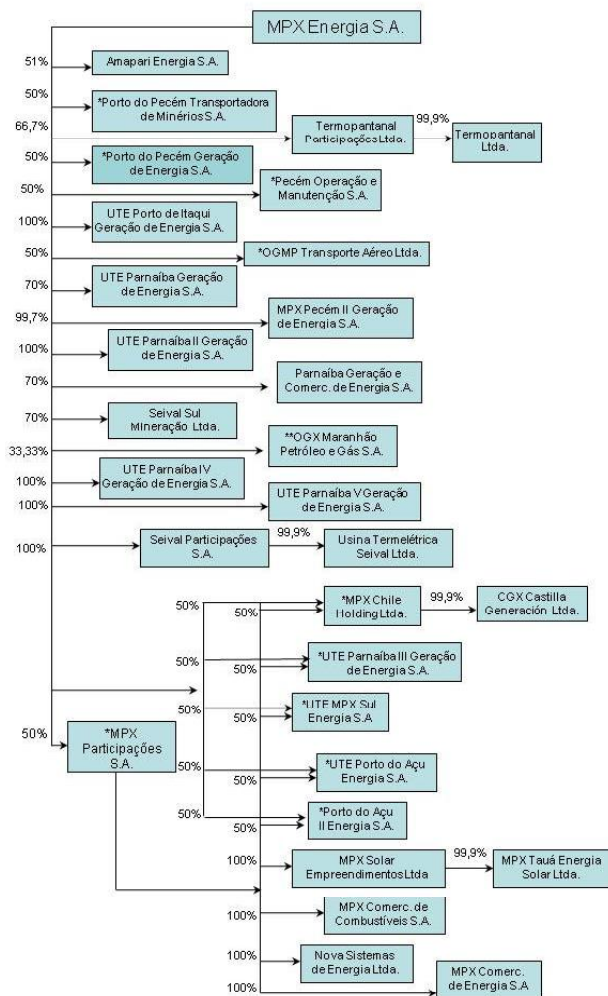 MPX Energia S.A.
51%
Amapari Energia S.A.
50%
*Porto do Pecém Transportadora
de Minérios S.A.
66,7%
Termopantanal
Participações Ltda.
99,9%
Termopantanal
Ltda.
50%
*Porto do Pecém Geração
de Energia S.A.
50%
*Pecém Operação e
Manutenção S.A.
100%
UTE Porto de Itaqui
Geração de Energia S.A.
50%
*OGMP Transporte Aéreo Ltda.
70%
UTE Parnaíba Geração
de Energia S.A.
99,7%
MPX Pecém II Geração
de Energia S.A.
100%
UTE Parnaíba II Geração
de Energia S.A.
70%
Parnaíba Geração e
Comerc. de Energia S.A.
70%
Seival Sul
Mineração Ltda.
33,33%
**OGX Maranhão
Petróleo e Gás S.A.
100%
UTE Parnaíba IV
Geração de Energia S.A.
100%
UTE Parnaíba V Geração
de Energia S.A.
100%
Seival Participações
S.A.
99,9%
Usina Termelétrica
Seival Ltda.
50%
50%
*MPX Chile
Holding Ltda.
99,9%
CGX Castilla
Generación Ltda.
50%
50%
*UTE Parnaíba III Geração
de Energia S.A.
50%
50%
*UTE MPX Sul
Energia S.A
50%
*MPX
Participações
S.A.
50%
50%
*UTE Porto do Açu
Energia S.A.
50%
50%
*Porto do Açu
II Energia S.A.
100%
MPX Solar
Empreendimentos Ltda
99,9%
MPX Tauá Energia
Solar Ltda.
100%
MPX Comerc. de
Combustíveis S.A.
100%
Nova Sistemas
de Energia Ltda.
100%
MPX Comerc.
de Energia S.A